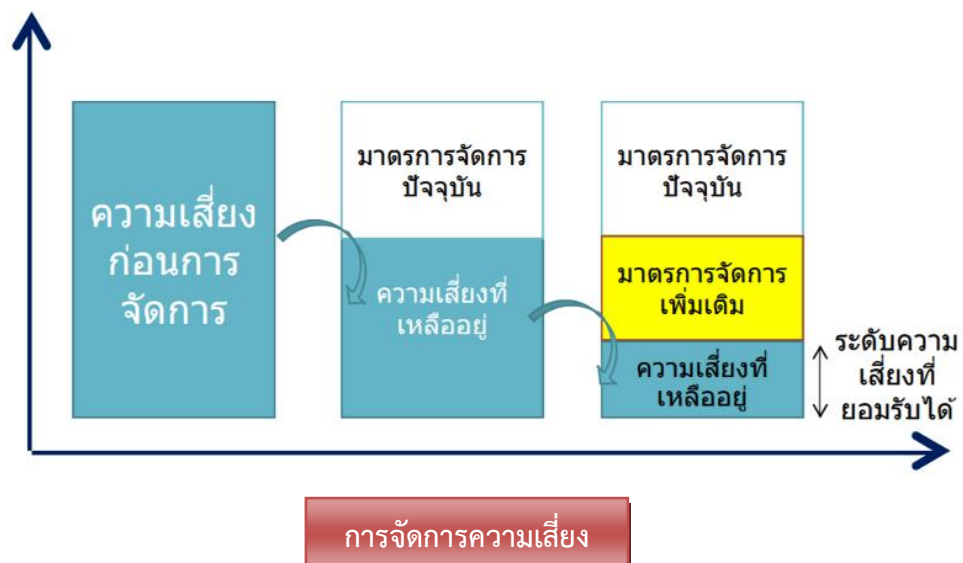 ความเสี่ยง
ก่อนการ
จัดการ
มาตรการจัดการ
ปัจจุบัน
ความเสี่ยงที่
เหลืออยู่
มาตรการจัดการ
ปัจจุบัน
มาตรการจัดการ
เพิ่มเติม
ความเสี่ยงที่
เหลืออยู่
ระดับความ
เสี่ยงที่
ยอมรับได้
การจัดการความเสี่ยง